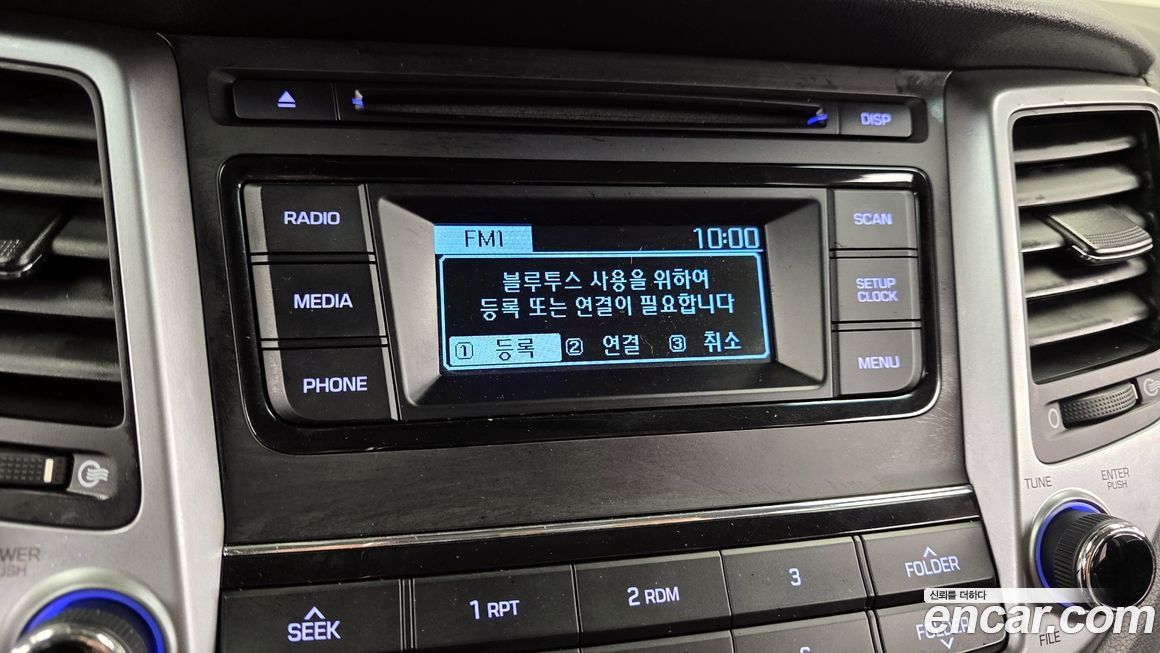 DISP
RADIO
SCAN
FM1 10:00
블루투스 사용을 위하여
등록 또는 연결이 필요합니다
1 등록 2 연결 3 취소
MEDIA
SETUP
CLOCK
PHONE
MENU
TUNE
ENTER
PUSH
0
SEEK
1 RPT
2 RDM
3
FOLDER
FOLDER
FILE
신뢰를 더하다
encar.com